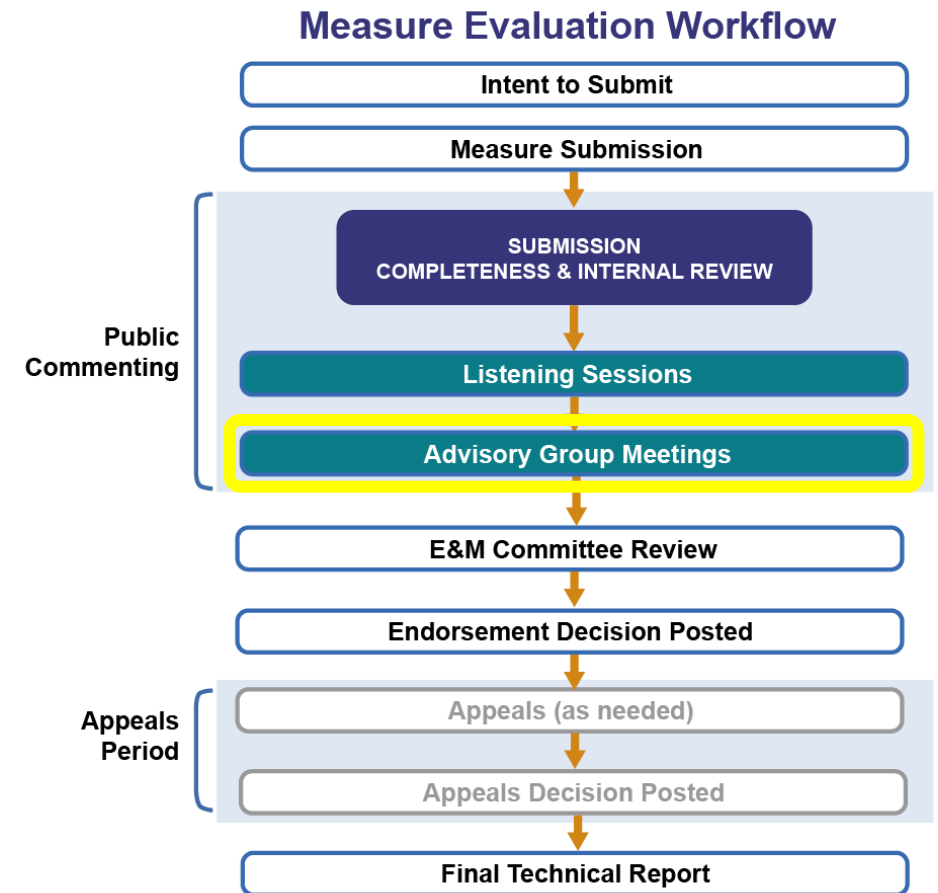 Measure Evaluation Workflow
Intent to Submit
Measure Submission
SUBMISSION
COMPLETENESS & INTERNAL REVIEW
Public
Commenting
Listening Sessions
Advisory Group Meetings
E&M Committee Review
Endorsement Decision Posted
Appeals
Period
Appeals (as needed)
Appeals Decision Posted
Final Technical Report